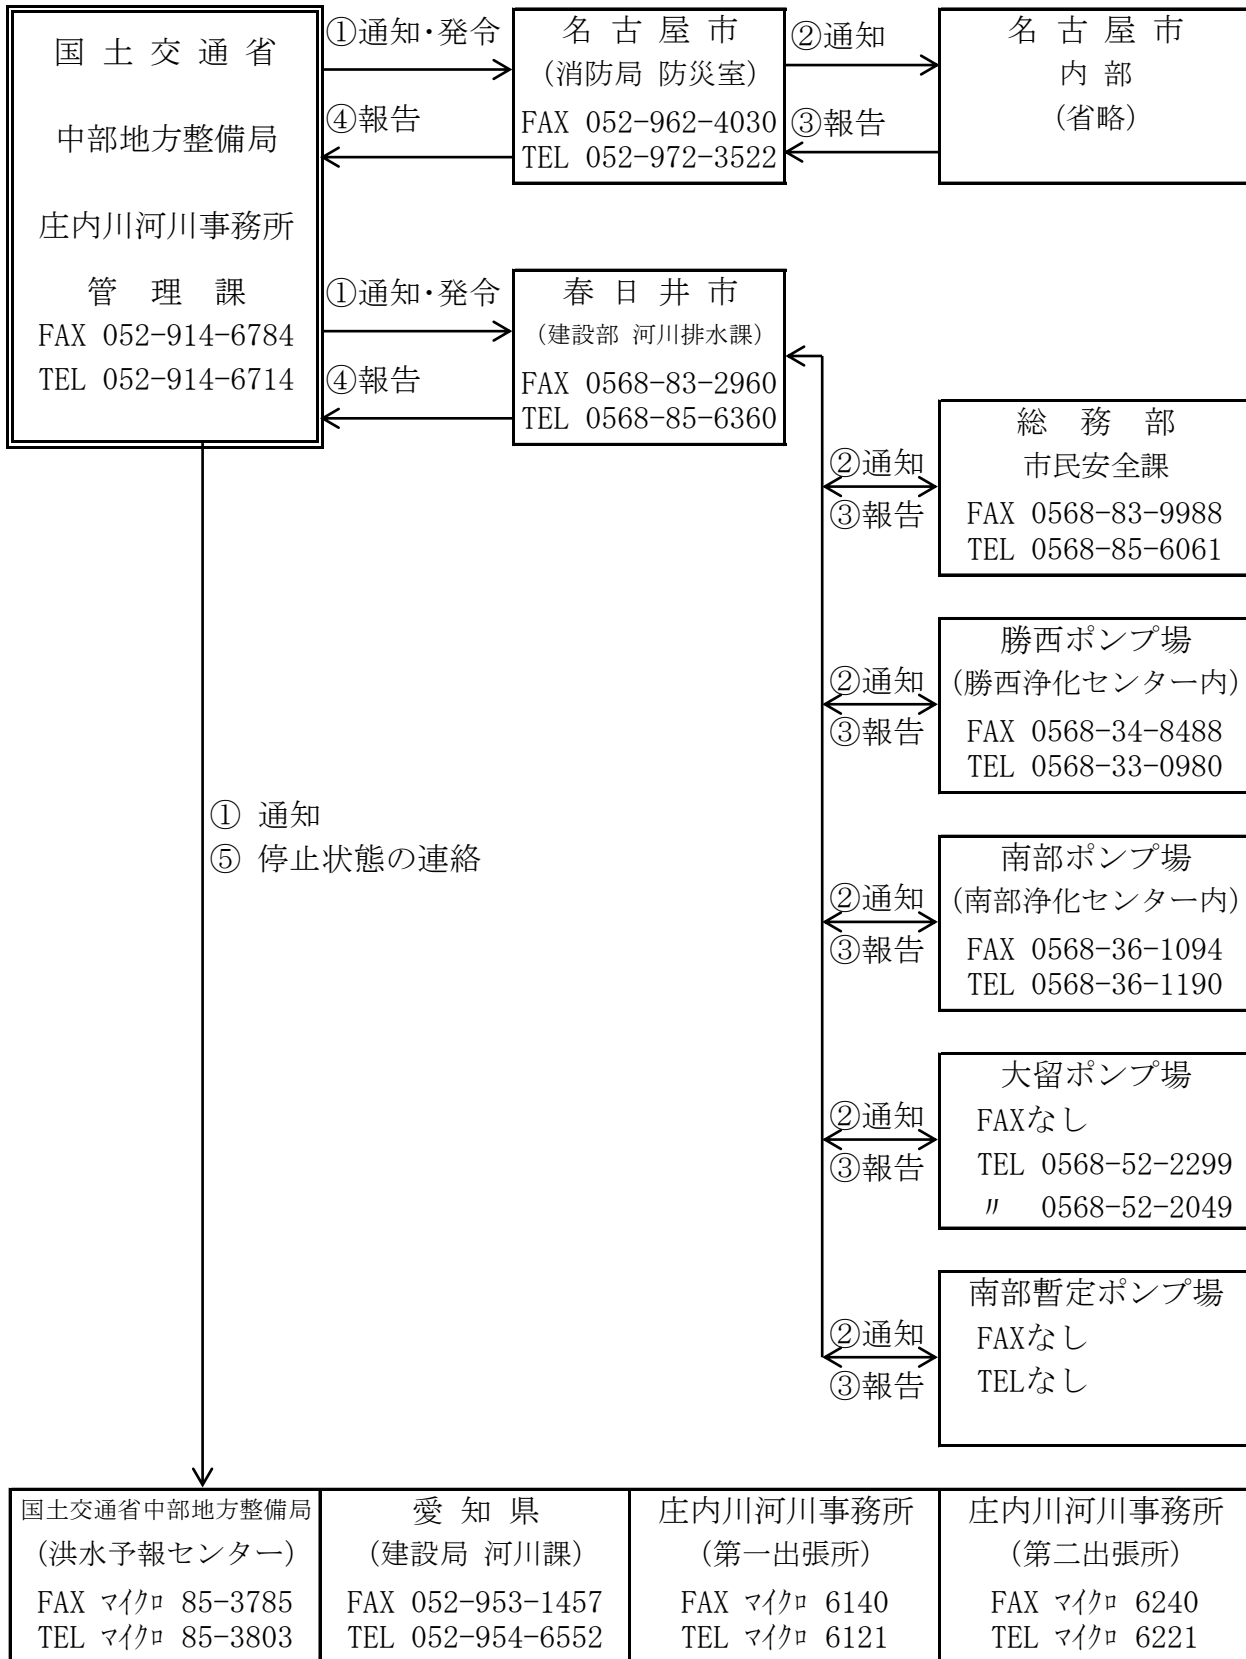 国土交通省
中部地方整備局
庄内川河川事務所
管理課
FAX 052-914-6784
TEL 052-914-6714
①通知・発令
④報告
名古屋市
(消防局 防災室)
FAX 052-962-4030
TEL 052-972-3522
②通知
③報告
名古屋市
内部
(省略)
①通知・発令
④報告
春日井市
(建設部 河川排水課)
FAX 0568-83-2960
TEL 0568-85-6360
②通知
③報告
総務部
市民安全課
FAX 0568-83-9988
TEL 0568-85-6061
②通知
③報告
勝西ポンプ場
(勝西浄化センター内)
FAX 0568-34-8488
TEL 0568-33-0980
① 通知
⑤ 停止状態の連絡
②通知
③報告
南部ポンプ場
(南部浄化センター内)
FAX 0568-36-1094
TEL 0568-36-1190
②通知
③報告
大留ポンプ場
FAXなし
TEL 0568-52-2299
〃 0568-52-2049
②通知
③報告
南部暫定ポンプ場
FAXなし
TELなし
国土交通省中部地方整備局
(洪水予報センター)
FAX マイクロ 85-3785
TEL マイクロ 85-3803
愛知県
(建設局 河川課)
FAX 052-953-1457
TEL 052-954-6552
庄内川河川事務所
(第一出張所)
FAX マイクロ 6140
TEL マイクロ 6121
庄内川河川事務所
(第二出張所)
FAX マイクロ 6240
TEL マイクロ 6221